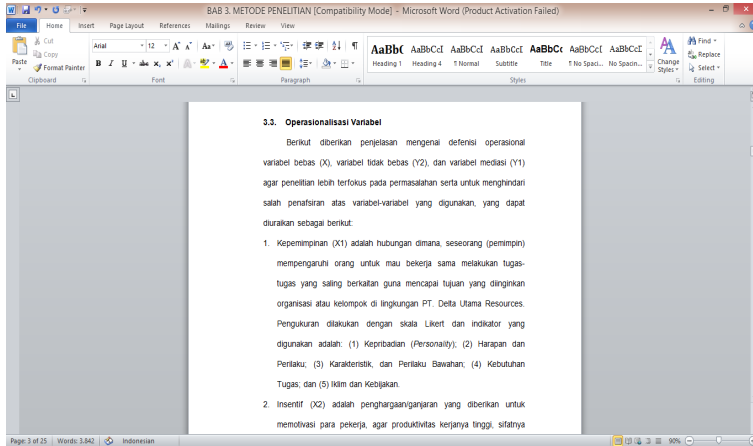 BAB 3. METODE PENELITIAN [Compatibility Mode] - Microsoft Word (Product Activation Failed)
File Home Insert Page Layout References Mailings Review View
Cut
Copy
Format Painter
Paste
Clipboard
Arial 12
Font
Paragraph
AaBb( AaBbCcI AaBbCcI AaBbCcI AaBbCc AaBbCcI AaBbCcI
Heading 1 Heading 4 ¶ Normal Subtitle Title ¶ No Spaci... No Spacin...
Change Styles
Styles
Find
Replace
Select
Editing
3.3. Operasionalisasi Variabel
Berikut diberikan penjelasan mengenai defenisi operasional
variabel bebas (X), variabel tidak bebas (Y2), dan variabel mediasi (Y1)
agar penelitian lebih terfokus pada permasalahan serta untuk menghindari
salah penafsiran atas variabel-variabel yang digunakan, yang dapat
diuraikan sebagai berikut:
1. Kepemimpinan (X1) adalah hubungan dimana, seseorang (pemimpin)
mempengaruhi orang untuk mau bekerja sama melakukan tugas-
tugas yang saling berkaitan guna mencapai tujuan yang diinginkan
organisasi atau kelompok di lingkungan PT. Delta Utama Resources.
Pengukuran dilakukan dengan skala Likert dan indikator yang
digunakan adalah: (1) Kepribadian (Personality); (2) Harapan dan
Perilaku; (3) Karakteristik, dan Perilaku Bawahan; (4) Kebutuhan
Tugas; dan (5) Iklim dan Kebijakan.
2. Insentif (X2) adalah penghargaan/ganjaran yang diberikan untuk
memotivasi para pekerja, agar produktivitas kerjanya tinggi, sifatnya
Page: 3 of 25 Words: 3.842 Indonesian 90%